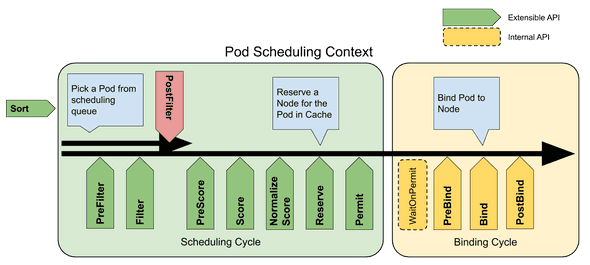 Extensible API
Internal API
Pod Scheduling Context
Sort
Pick a Pod from
scheduling
queue
PostFilter
Reserve a
Node for the
Pod in Cache
Bind Pod to
Node
PreFilter
Filter
PreScore
Score
Normalize
Score
Reserve
Permit
WaitOnPermit
PreBind
Bind
PostBind
Scheduling Cycle
Binding Cycle